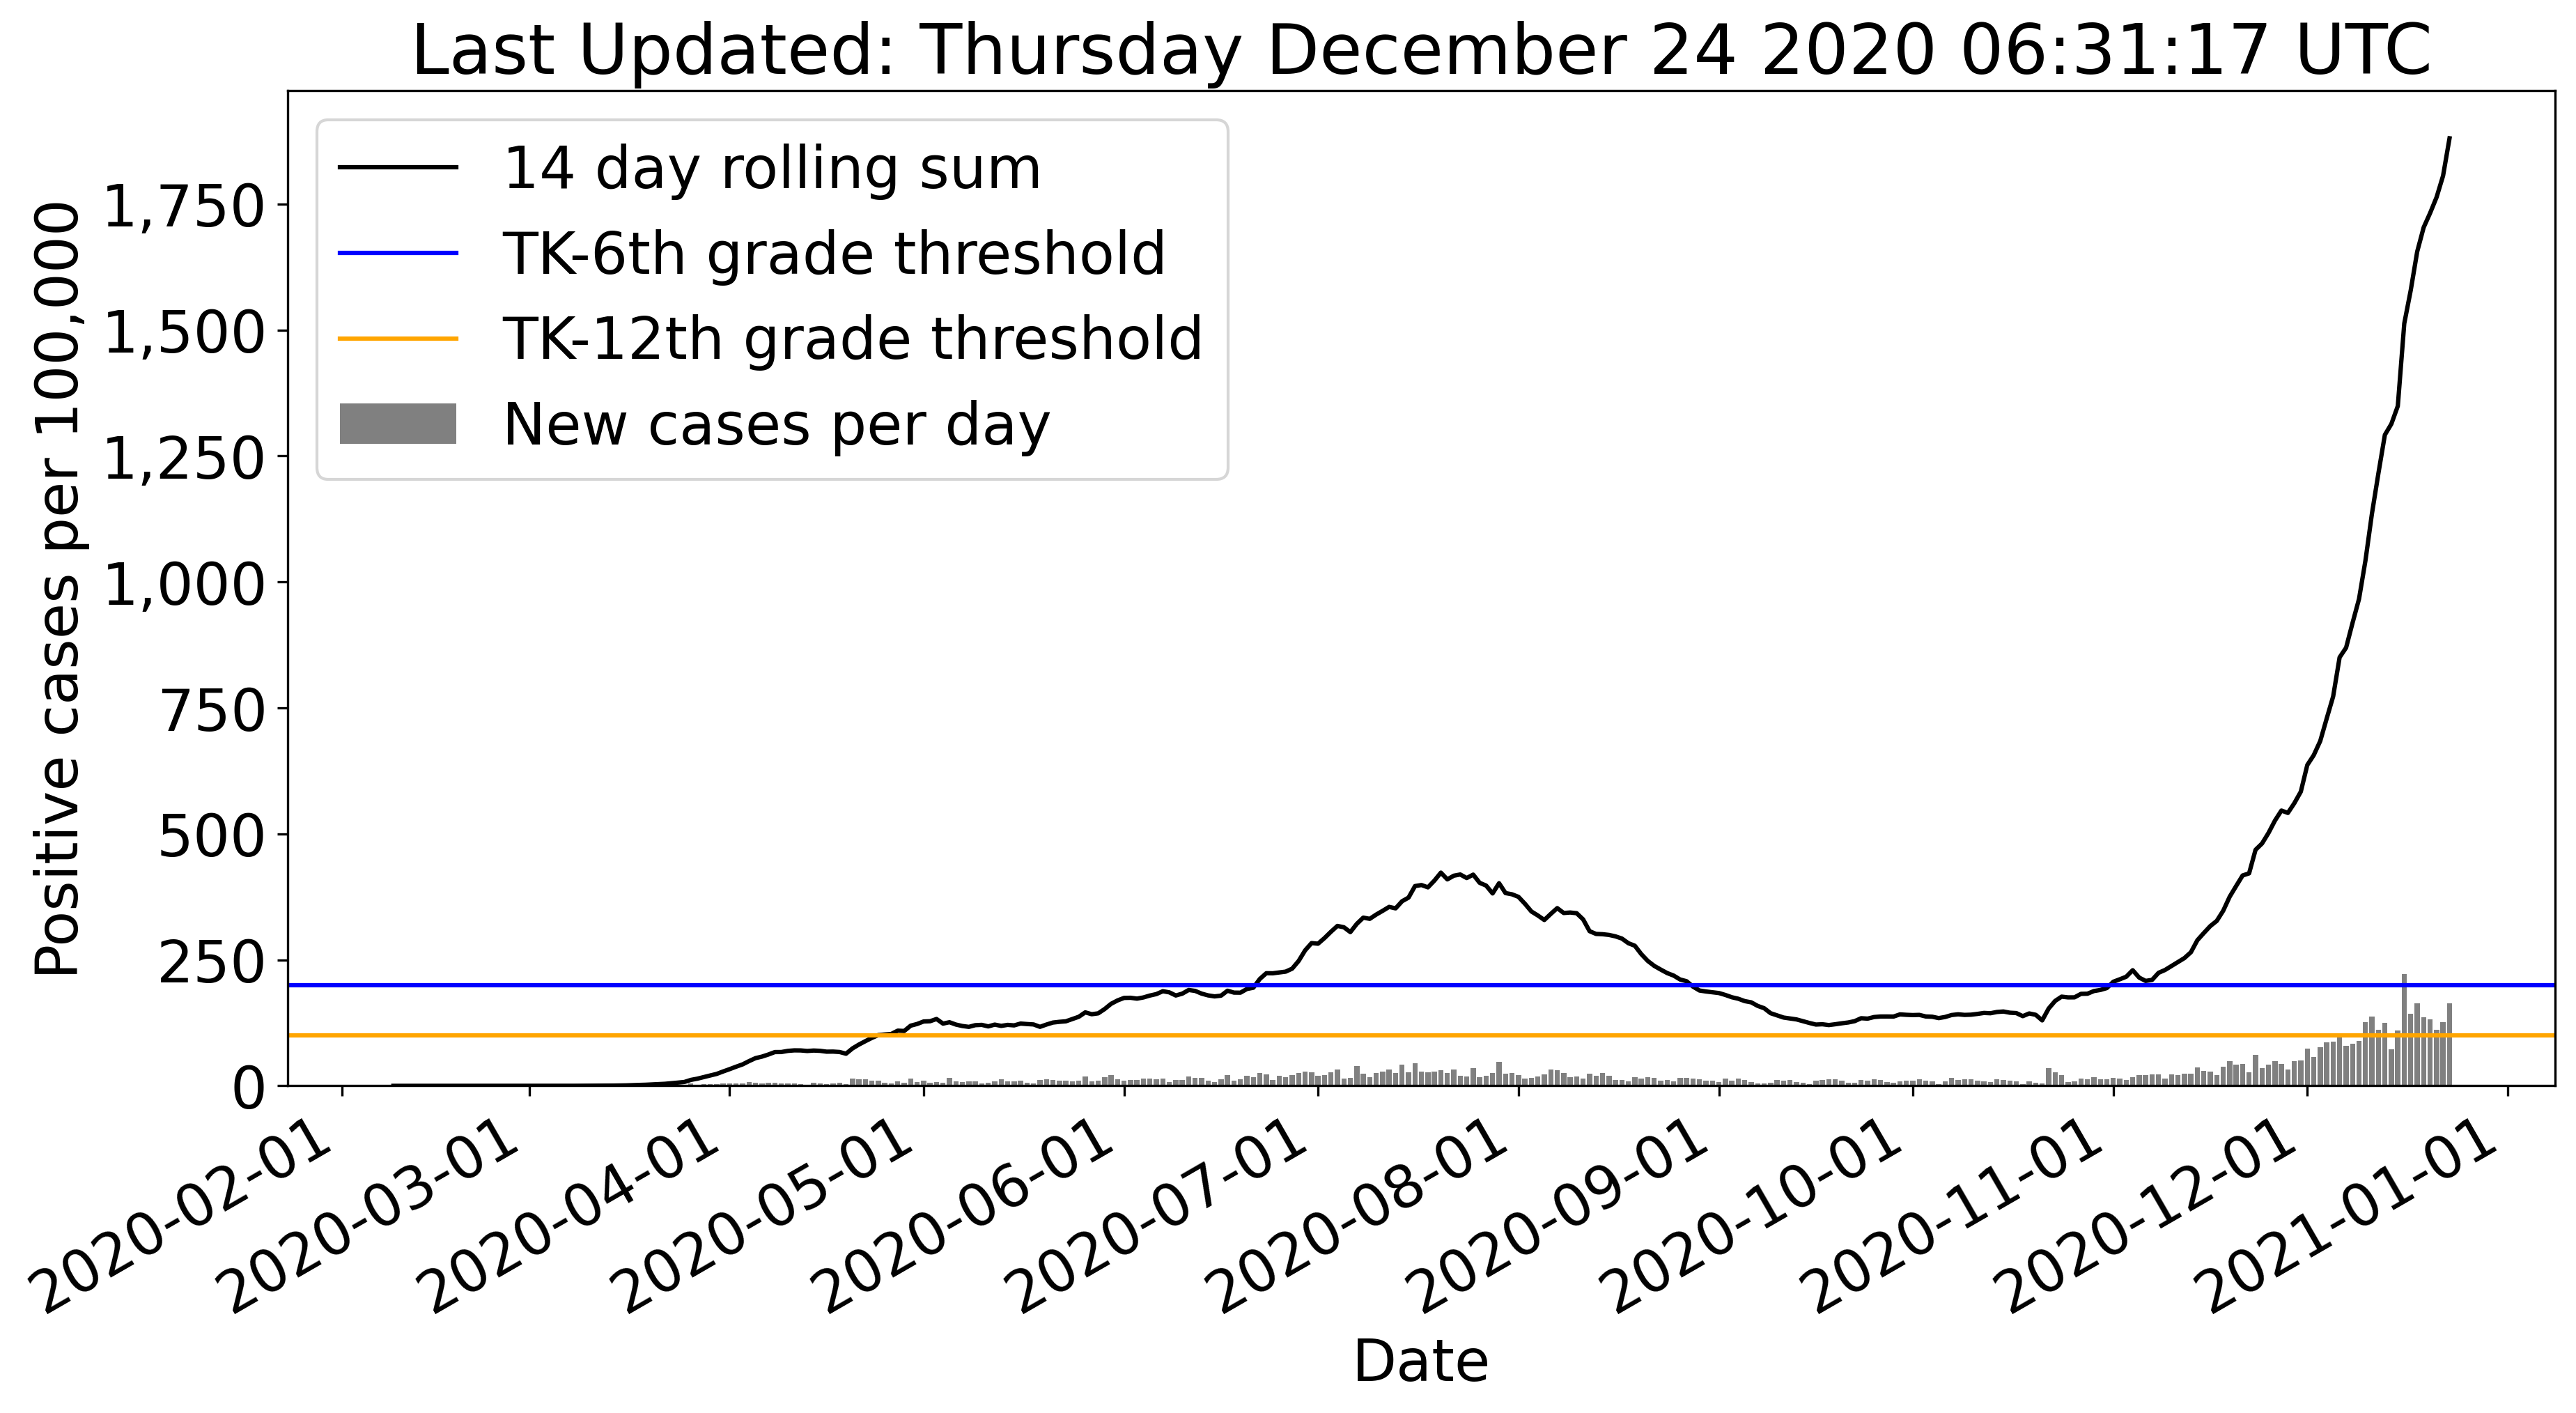 Last Updated: Thursday December 24 2020 06:31:17 UTC
14 day rolling sum
TK-6th grade threshold
TK-12th grade threshold
New cases per day
Positive cases per 100,000
1,750
1,500
1,250
1,000
750
500
250
0
2020-02-01
2020-03-01
2020-04-01
2020-05-01
2020-06-01
2020-07-01
2020-08-01
2020-09-01
2020-10-01
2020-11-01
2020-12-01
2021-01-01
Date